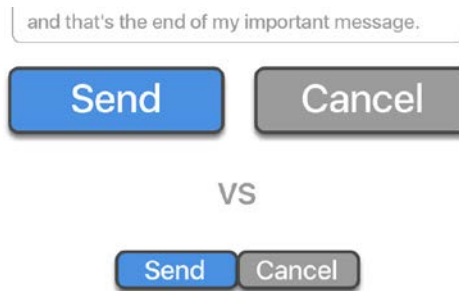 and that's the end of my important message.
Send Cancel
VS
Send Cancel